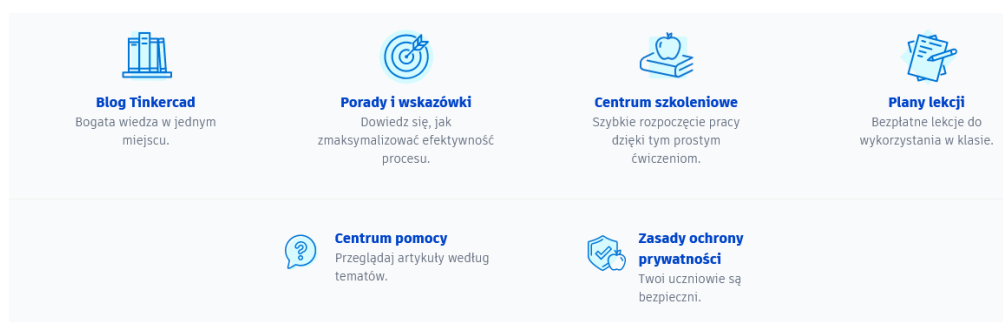 Blog Tinkercad
Bogata wiedza w jednym
miejscu.
Porady i wskazówki
Dowiedz się, jak
zmaksymalizować efektywność
procesu.
Centrum szkoleniowe
Szybkie rozpoczęcie pracy
dzięki tym prostym
ćwiczeniom.
Plany lekcji
Bezpłatne lekcje do
wykorzystania w klasie.
Centrum pomocy
Przeglądaj artykuły według
tematów.
Zasady ochrony
prywatności
Twoi uczniowie są
bezpieczni.